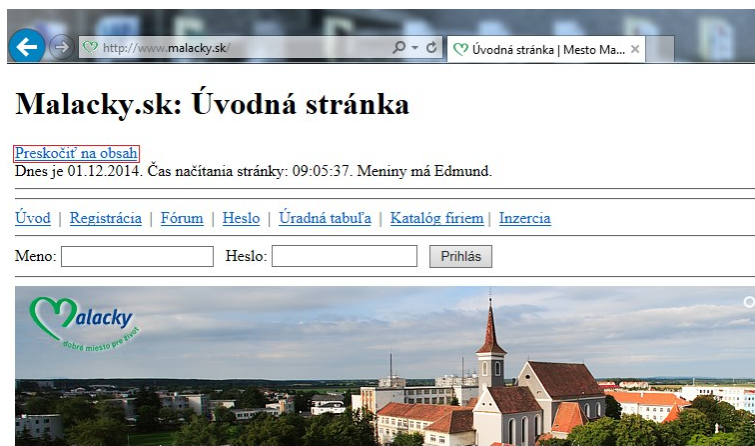 http://www.malacky.sk/
Úvodná stránka | Mesto Ma...
Malacky.sk: Úvodná stránka
Preskočiť na obsah
Dnes je 01.12.2014. Čas načítania stránky: 09:05:37. Meniny má Edmund.
Úvod | Registrácia | Fórum | Heslo | Úradná tabuľa | Katalóg firiem | Inzercia
Meno: Heslo: Prihlás
Malacky
dobré miesto pre život